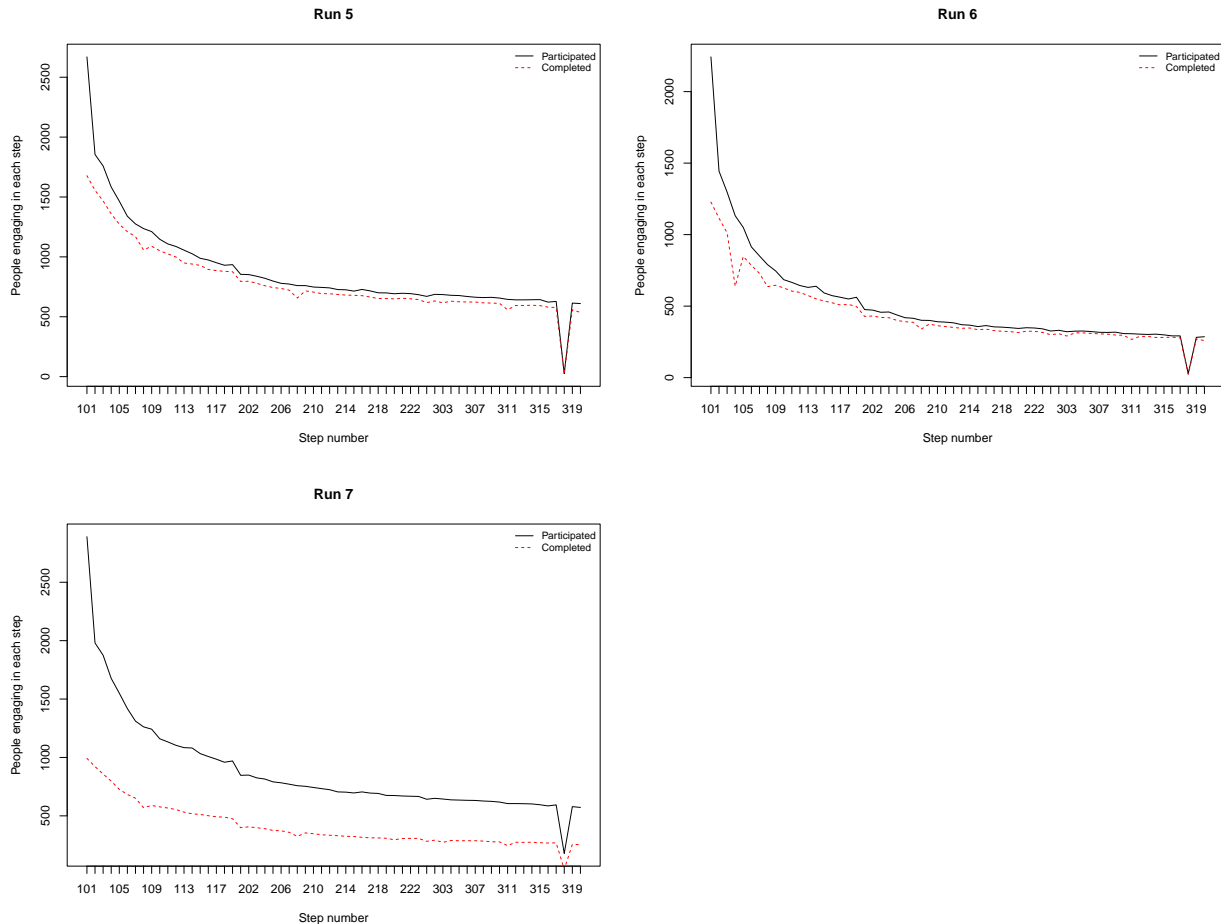 Run 5
Participated
Completed
People engaging in each step
2500
2000
1500
1000
500
0
101 105 109 113 117 202 206 210 214 218 222 303 307 311 315 319
Step number
Run 6
Participated
Completed
People engaging in each step
2000
1500
1000
500
0
101 105 109 113 117 202 206 210 214 218 222 303 307 311 315 319
Step number
Run 7
Participated
Completed
People engaging in each step
2500
2000
1500
1000
500
101 105 109 113 117 202 206 210 214 218 222 303 307 311 315 319
Step number